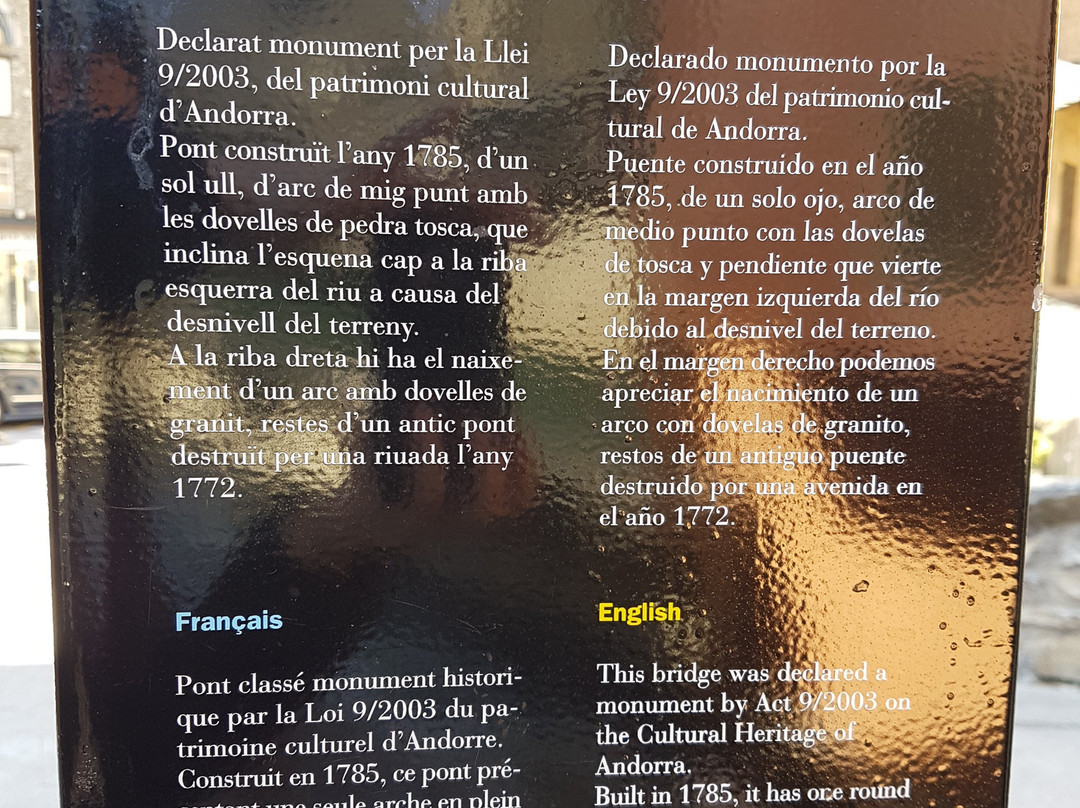 Declarat monument per la Llei
9/2003, del patrimoni cultural
d’Andorra.
Pont construït l’any 1785, d’un
sol ull, d’arc de mig punt amb
les dovelles de pedra tosca, que
inclina l’esquena cap a la riba
esquerra del riu a causa del
desnivell del terreny.
A la riba dreta hi ha el naixe-
ment d’un arc amb dovelles de
granit, restes d’un antic pont
destruït per una riuada l’any
1772.
Declarado monumento por la
Ley 9/2003 del patrimonio cul-
tural de Andorra.
Puente construido en el año
1785, de un solo ojo, arco de
medio punto con las dovelas
de tosca y pendiente que vierte
en la margen izquierda del río
debido al desnivel del terreno.
En el margen derecho podemos
apreciar el nacimiento de un
arco con dovelas de granito,
restos de un antiguo puente
destruido por una avenida en
el año 1772.
Français
Pont classé monument histori-
que par la Loi 9/2003 du pa-
trimoine culturel d’Andorre.
Construit en 1785, ce pont pré-
sentant une seule arche en plein
English
This bridge was declared a
monument by Act 9/2003 on
the Cultural Heritage of
Andorra.
Built in 1785, it has one round